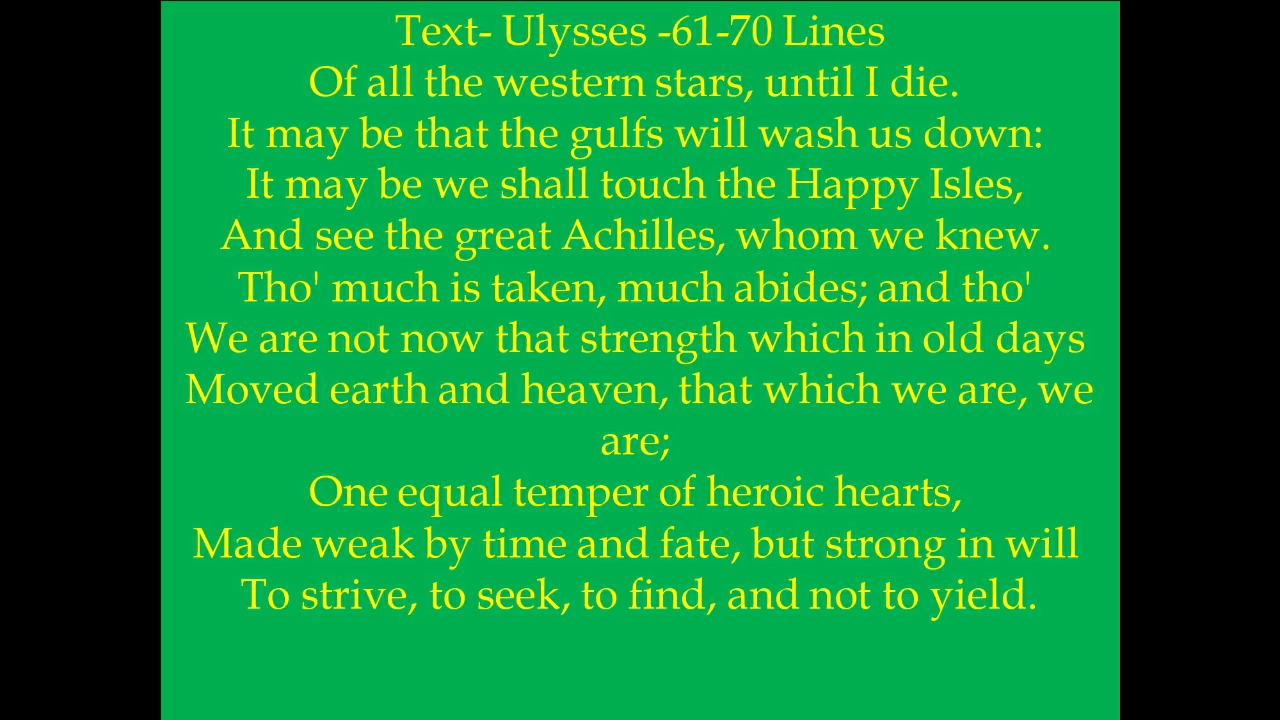 Text- Ulysses -61-70 Lines
Of all the western stars, until I die.
It may be that the gulfs will wash us down:
It may be we shall touch the Happy Isles,
And see the great Achilles, whom we knew.
Tho' much is taken, much abides; and tho'
We are not now that strength which in old days
Moved earth and heaven, that which we are, we
are;
One equal temper of heroic hearts,
Made weak by time and fate, but strong in will
To strive, to seek, to find, and not to yield.